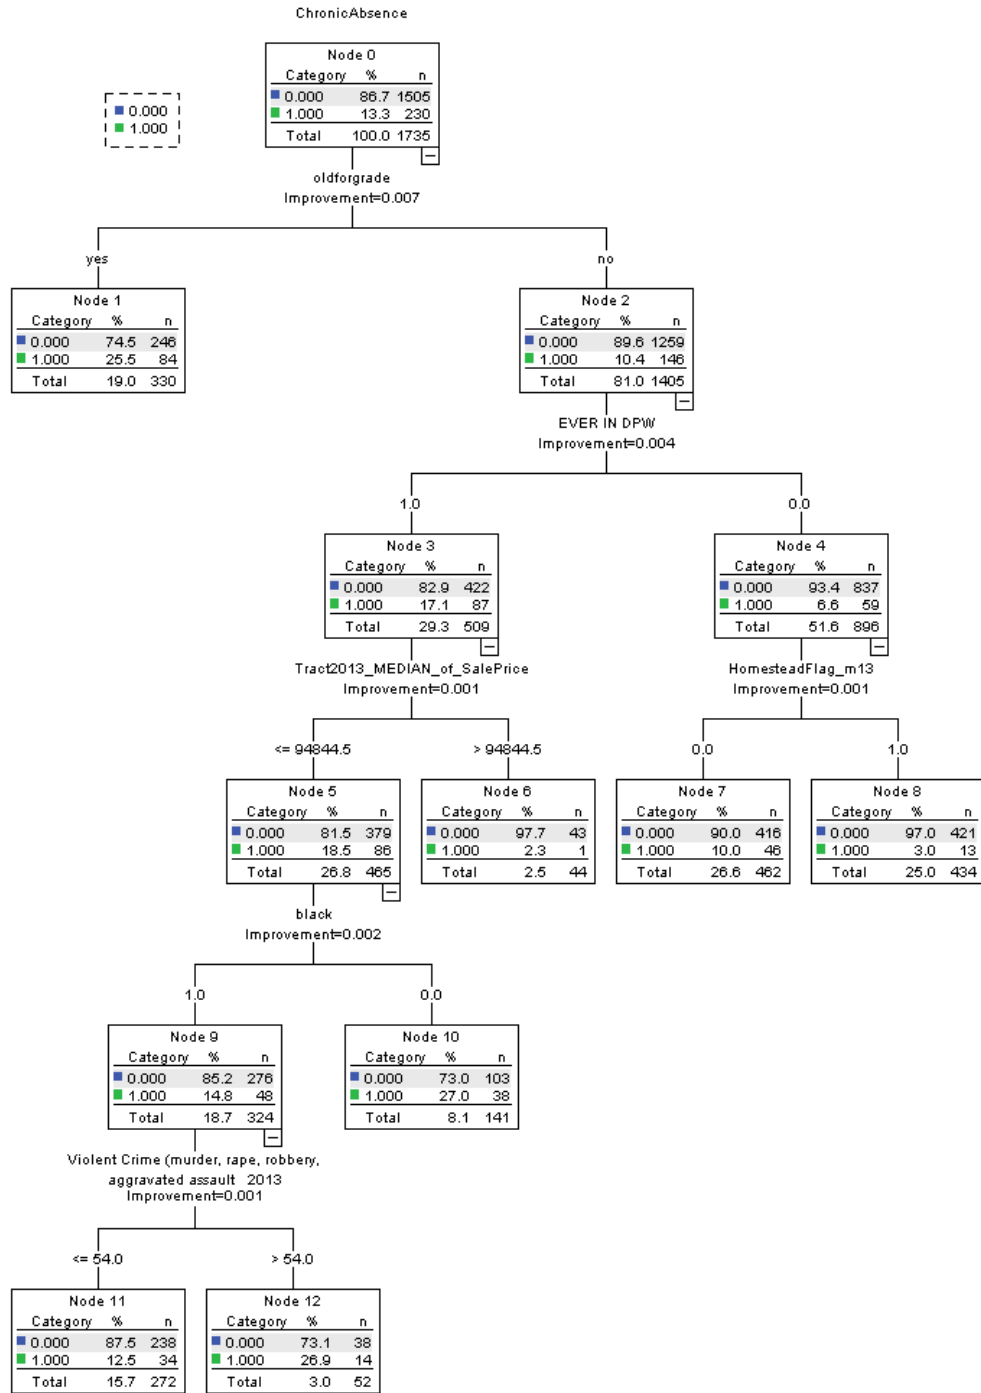 ChronicAbsence
0.000
1.000
Node 0
Category % n
0.000 86.7 1505
1.000 13.3 230
Total 100.0 1735
oldforgrade
Improvement=0.007
yes
no
Node 1
Category % n
0.000 74.5 246
1.000 25.5 84
Total 19.0 330
Node 2
Category % n
0.000 89.6 1259
1.000 10.4 146
Total 81.0 1405
EVER IN DPW
Improvement=0.004
1.0
0.0
Node 3
Category % n
0.000 82.9 422
1.000 17.1 87
Total 29.3 509
Node 4
Category % n
0.000 93.4 837
1.000 6.6 59
Total 51.6 896
Tract2013_MEDIAN_of_SalePrice
Improvement=0.001
HomesteadFlag_m13
Improvement=0.001
<= 94844.5
> 94844.5
0.0
1.0
Node 5
Category % n
0.000 81.5 379
1.000 18.5 86
Total 26.8 465
Node 6
Category % n
0.000 97.7 43
1.000 2.3 1
Total 2.5 44
Node 7
Category % n
0.000 90.0 416
1.000 10.0 46
Total 26.6 462
Node 8
Category % n
0.000 97.0 421
1.000 3.0 13
Total 25.0 434
black
Improvement=0.002
1.0
0.0
Node 9
Category % n
0.000 85.2 276
1.000 14.8 48
Total 18.7 324
Node 10
Category % n
0.000 73.0 103
1.000 27.0 38
Total 8.1 141
Violent Crime (murder, rape, robbery,
aggravated assault 2013
Improvement=0.001
<= 54.0
> 54.0
Node 11
Category % n
0.000 87.5 238
1.000 12.5 34
Total 15.7 272
Node 12
Category % n
0.000 73.1 38
1.000 26.9 14
Total 3.0 52